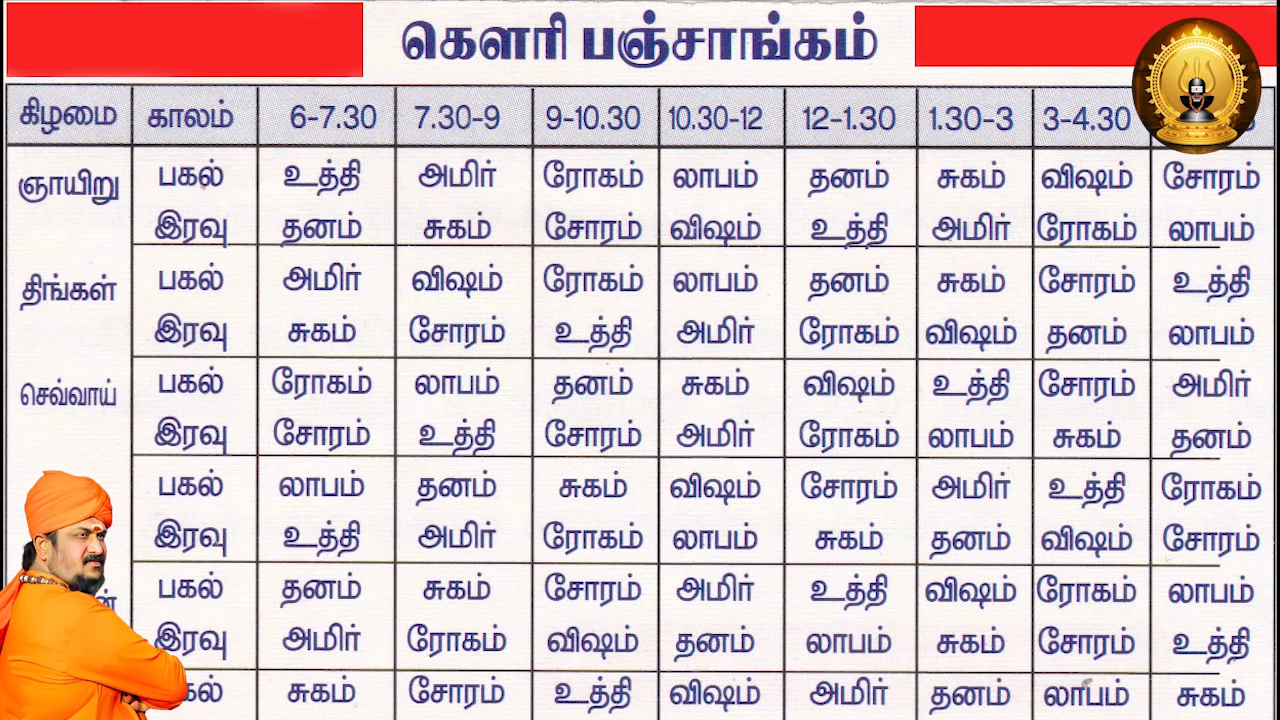 கௌரி பஞ்சாங்கம்
கிழமை காலம் 6-7.30 7.30-9 9-10.30 10.30-12 12-1.30 1.30-3 3-4.30
ஞாயிறு பகல் உத்தி அமிர் ரோகம் லாபம் தனம் சுகம் விஷம் சோரம்
இரவு தனம் சுகம் சோரம் விஷம் உத்தி அமிர் ரோகம் லாபம்
திங்கள் பகல் அமிர் விஷம் ரோகம் லாபம் தனம் சுகம் சோரம் உத்தி
இரவு சுகம் சோரம் உத்தி அமிர் ரோகம் விஷம் தனம் லாபம்
செவ்வாய் பகல் ரோகம் லாபம் தனம் சுகம் விஷம் உத்தி சோரம் அமிர்
இரவு சோரம் உத்தி சோரம் அமிர் ரோகம் லாபம் சுகம் தனம்
பகல் லாபம் தனம் சுகம் விஷம் சோரம் அமிர் உத்தி ரோகம்
இரவு உத்தி அமிர் ரோகம் லாபம் சுகம் தனம் விஷம் சோரம்
பகல் தனம் சுகம் சோரம் அமிர் உத்தி விஷம் ரோகம் லாபம்
இரவு அமிர் ரோகம் விஷம் தனம் லாபம் சுகம் சோரம் உத்தி
சுகம் சோரம் உத்தி விஷம் அமிர் தனம் லாபம் சுகம்